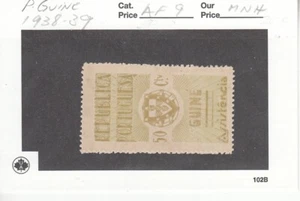 P. GUINE
1938-39
Cat. Price AF 9
Our Price MNH
REPUBLICA
PORTUGUESA
50 C.
GUINÉ
Assistência
102B